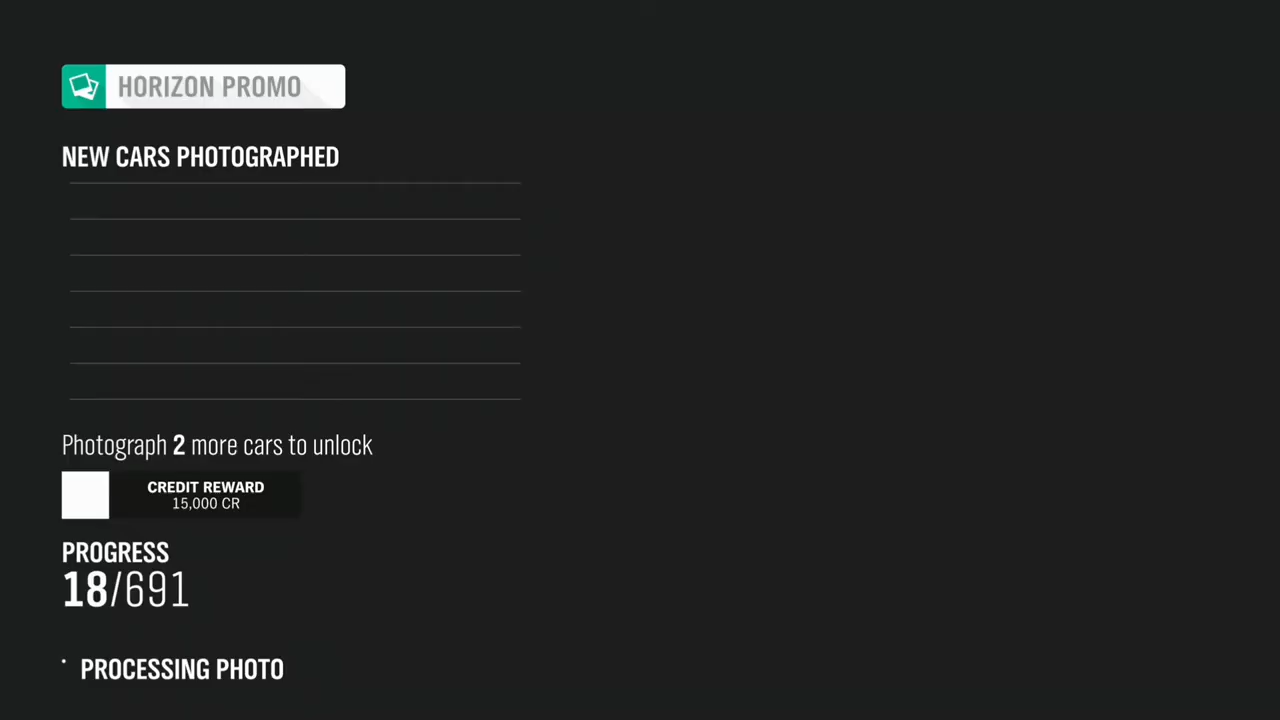 HORIZON PROMO
NEW CARS PHOTOGRAPHED
Photograph 2 more cars to unlock
CREDIT REWARD
15,000 CR
PROGRESS
18/691
PROCESSING PHOTO